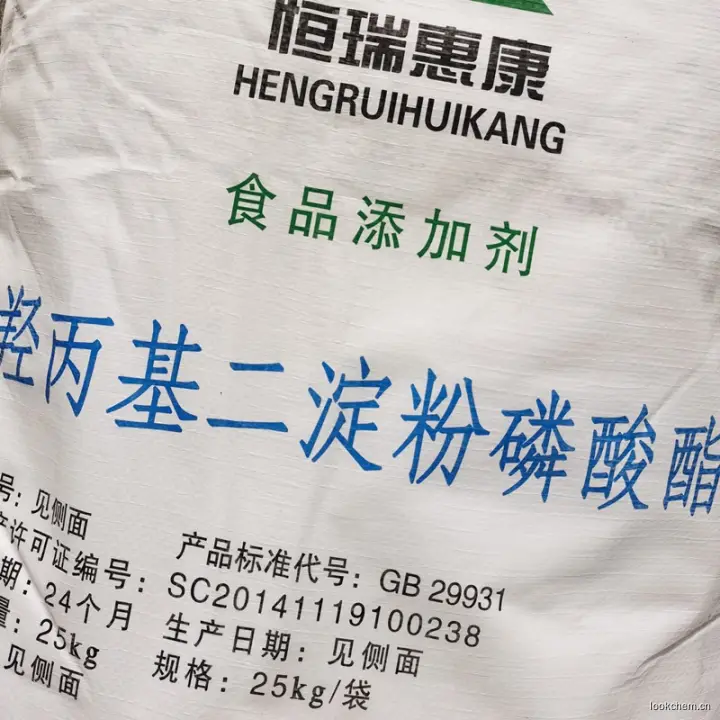 恒瑞惠康
HENGRUIHUIKANG
食品添加剂
羟丙基二淀粉磷酸酯
号:见侧面
产品标准代号:GB 29931
产许可证编号:SC20141119100238
期:24个月
生产日期:见侧面
量:25kg
规格:25kg/袋
见侧面
lookchem.cn